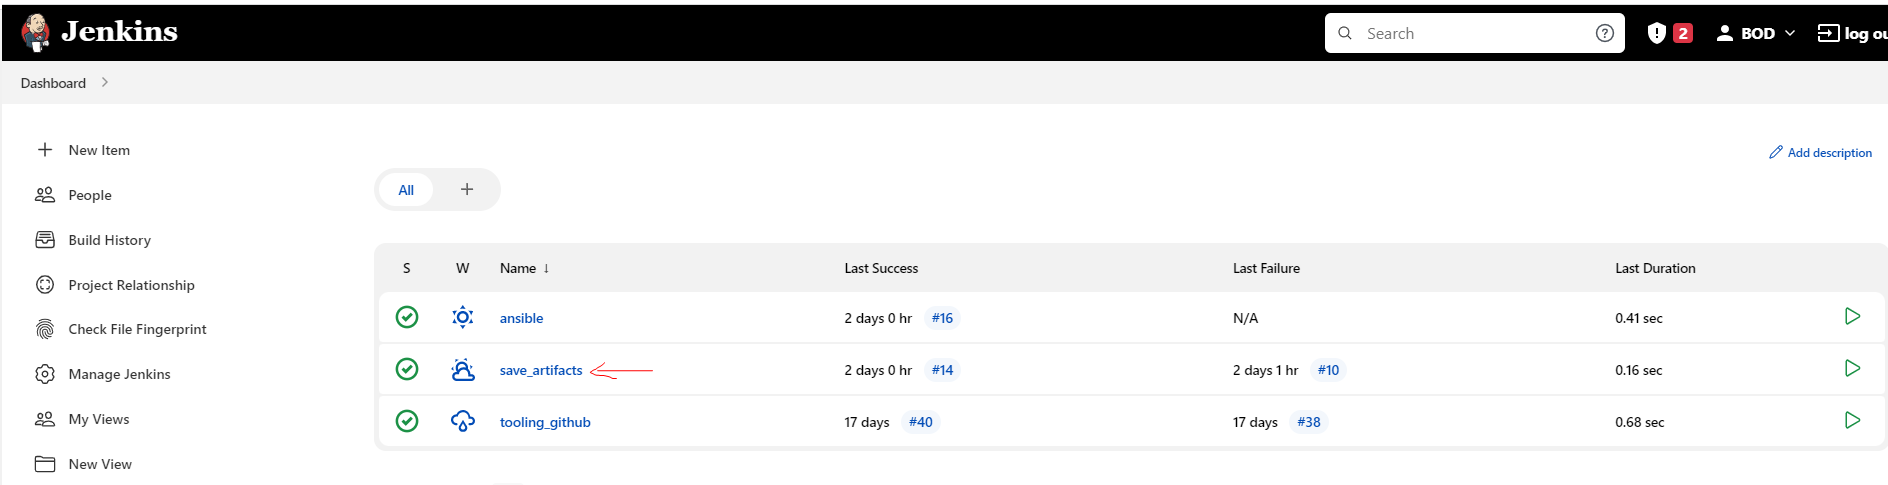 Jenkins
Search
2
BOD
log ou
Dashboard
New Item
People
Build History
Project Relationship
Check File Fingerprint
Manage Jenkins
My Views
New View
Add description
All
S W Name ↓ Last Success Last Failure Last Duration
ansible 2 days 0 hr #16 N/A 0.41 sec
save_artifacts 2 days 0 hr #14 2 days 1 hr #10 0.16 sec
tooling_github 17 days #40 17 days #38 0.68 sec